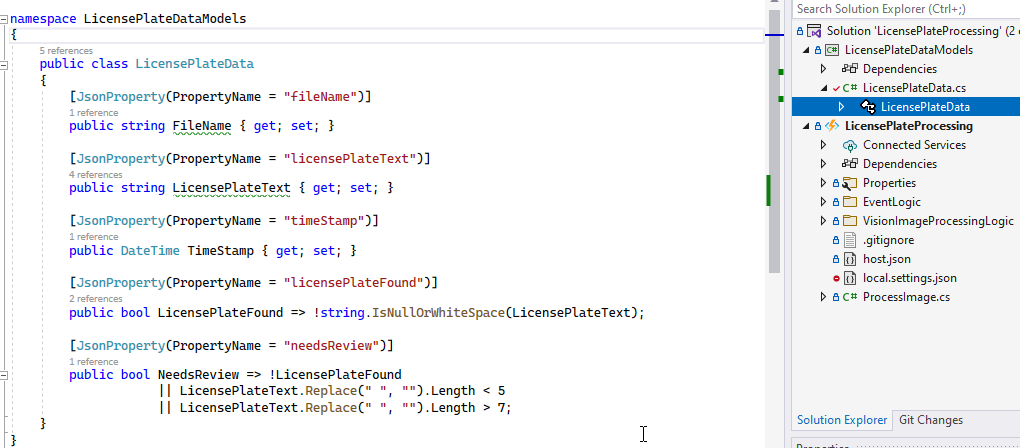 namespace LicensePlateDataModels
{
5 references
public class LicensePlateData
{
[JsonProperty(PropertyName = "fileName")]
1 reference
public string FileName { get; set; }
[JsonProperty(PropertyName = "licensePlateText")]
4 references
public string LicensePlateText { get; set; }
[JsonProperty(PropertyName = "timeStamp")]
1 reference
public DateTime TimeStamp { get; set; }
[JsonProperty(PropertyName = "licensePlateFound")]
2 references
public bool LicensePlateFound => !string.IsNullOrWhiteSpace(LicensePlateText);
[JsonProperty(PropertyName = "needsReview")]
1 reference
public bool NeedsReview => !LicensePlateFound
|| LicensePlateText.Replace(" ", "").Length < 5
|| LicensePlateText.Replace(" ", "").Length > 7;
}
}
Search Solution Explorer (Ctrl+;)
Solution 'LicensePlateProcessing' (2
C# LicensePlateDataModels
Dependencies
C# LicensePlateData.cs
LicensePlateData
LicensePlateProcessing
Connected Services
Dependencies
Properties
EventLogic
VisionImageProcessingLogic
.gitignore
host.json
local.settings.json
C# ProcessImage.cs
Solution Explorer Git Changes